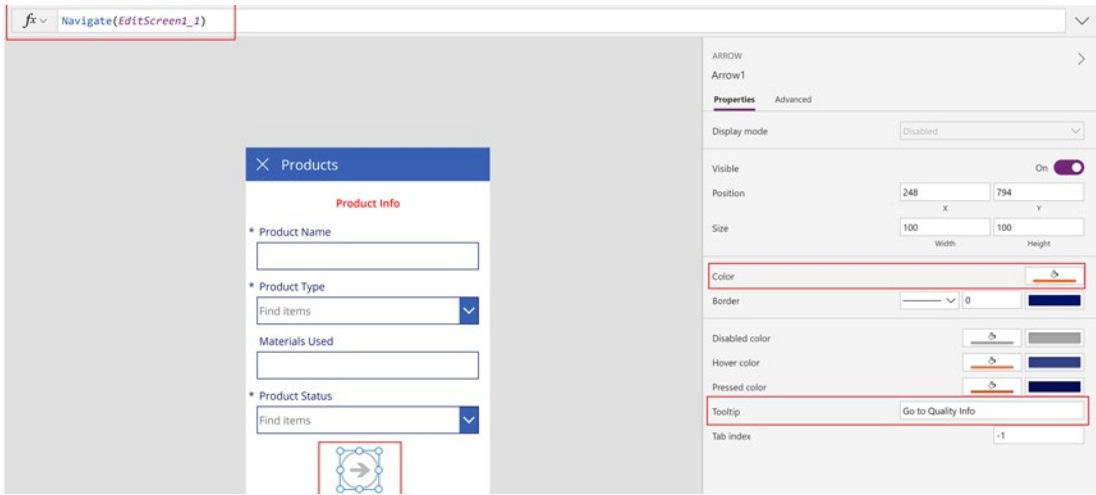 fx Navigate(EditScreen1_1)
ARROW
Arrow1
Properties Advanced
Display mode Disabled
Visible On
Position 248 794
X Y
Size 100 100
Width Height
Color
Border 0
Disabled color
Hover color
Pressed color
Tooltip Go to Quality Info
Tab index -1
Products
Product Info
* Product Name
* Product Type
Find items
Materials Used
* Product Status
Find items